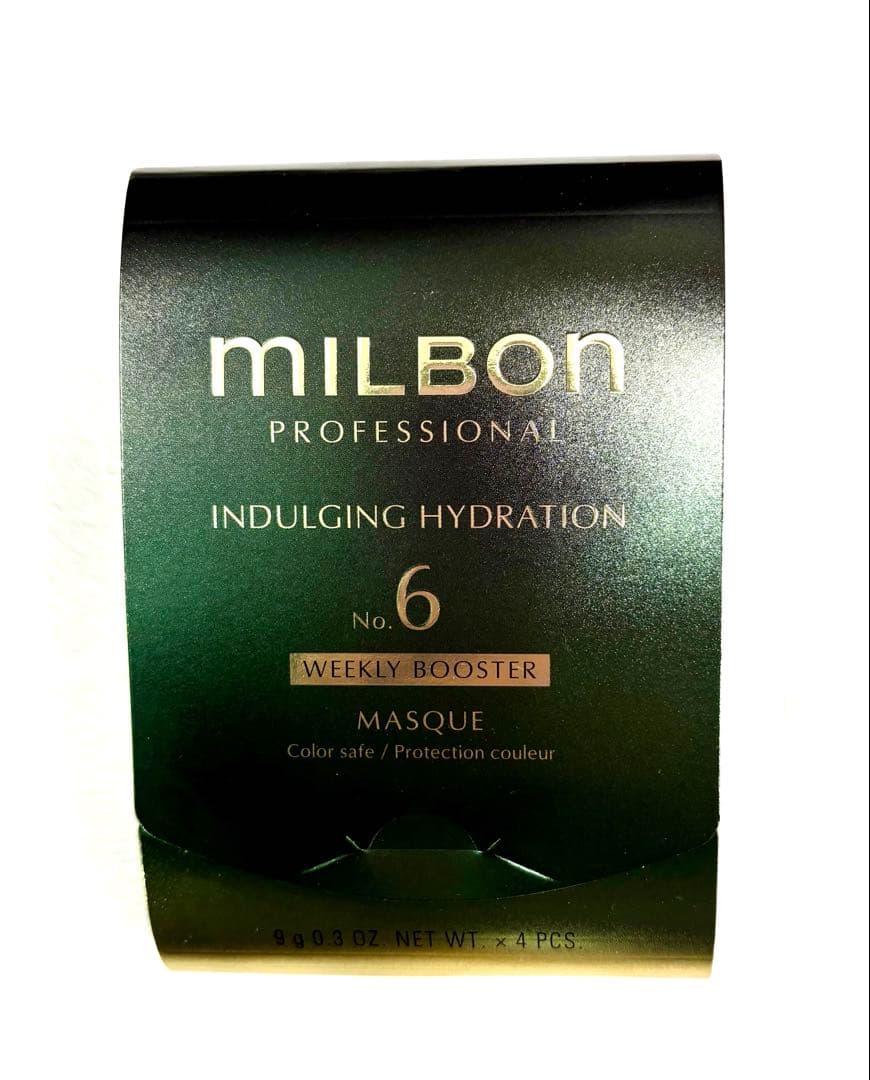 mILBOn
PROFESSIONAL
INDULGING HYDRATION
No.6
WEEKLY BOOSTER
MASQUE
Color safe / Protection couleur
9 g 0.3 OZ. NET WT. × 4 PCS.